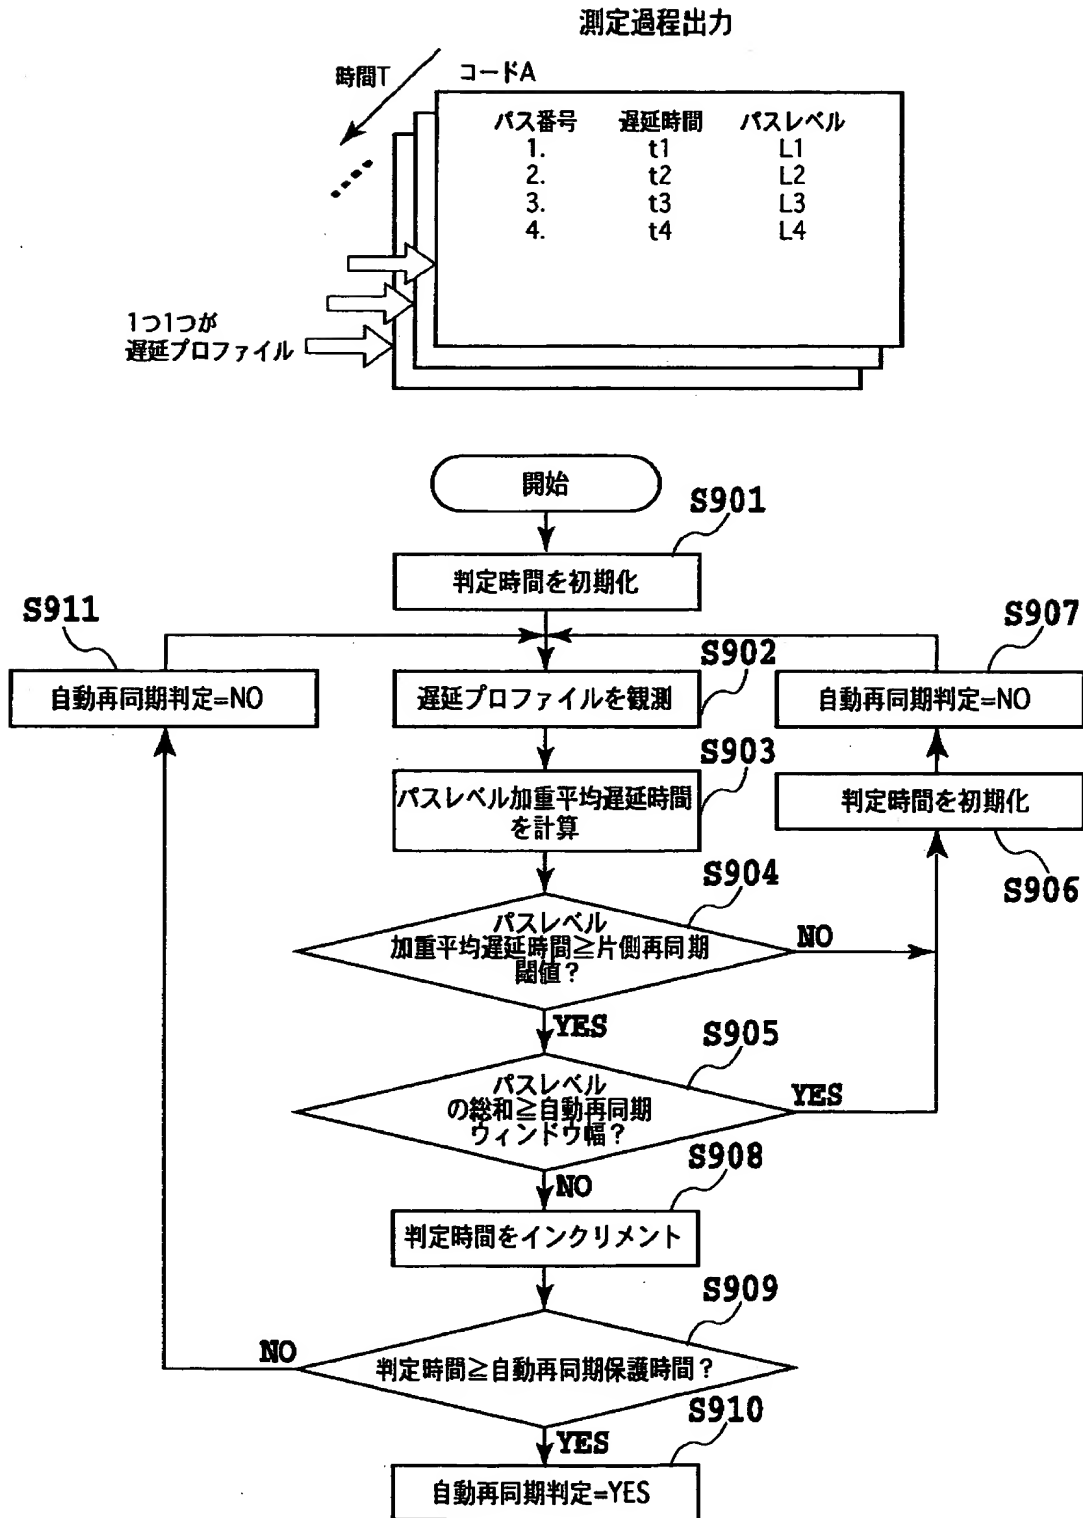 測定過程出力
時間T
コードA
パス番号 遅延時間 パスレベル
1. t1 L1
2. t2 L2
3. t3 L3
4. t4 L4
1つ1つが
遅延プロファイル
開始
S901
判定時間を初期化
S911
自動再同期判定=NO
S902
遅延プロファイルを観測
S907
自動再同期判定=NO
S903
パスレベル加重平均遅延時間
を計算
判定時間を初期化
S906
S904
パスレベル
加重平均遅延時間≧片側再同期
閾値?
NO
YES
S905
パスレベル
の総和≧自動再同期
ウィンドウ幅?
YES
NO
S908
判定時間をインクリメント
S909
判定時間≧自動再同期保護時間?
NO
YES
S910
自動再同期判定=YES